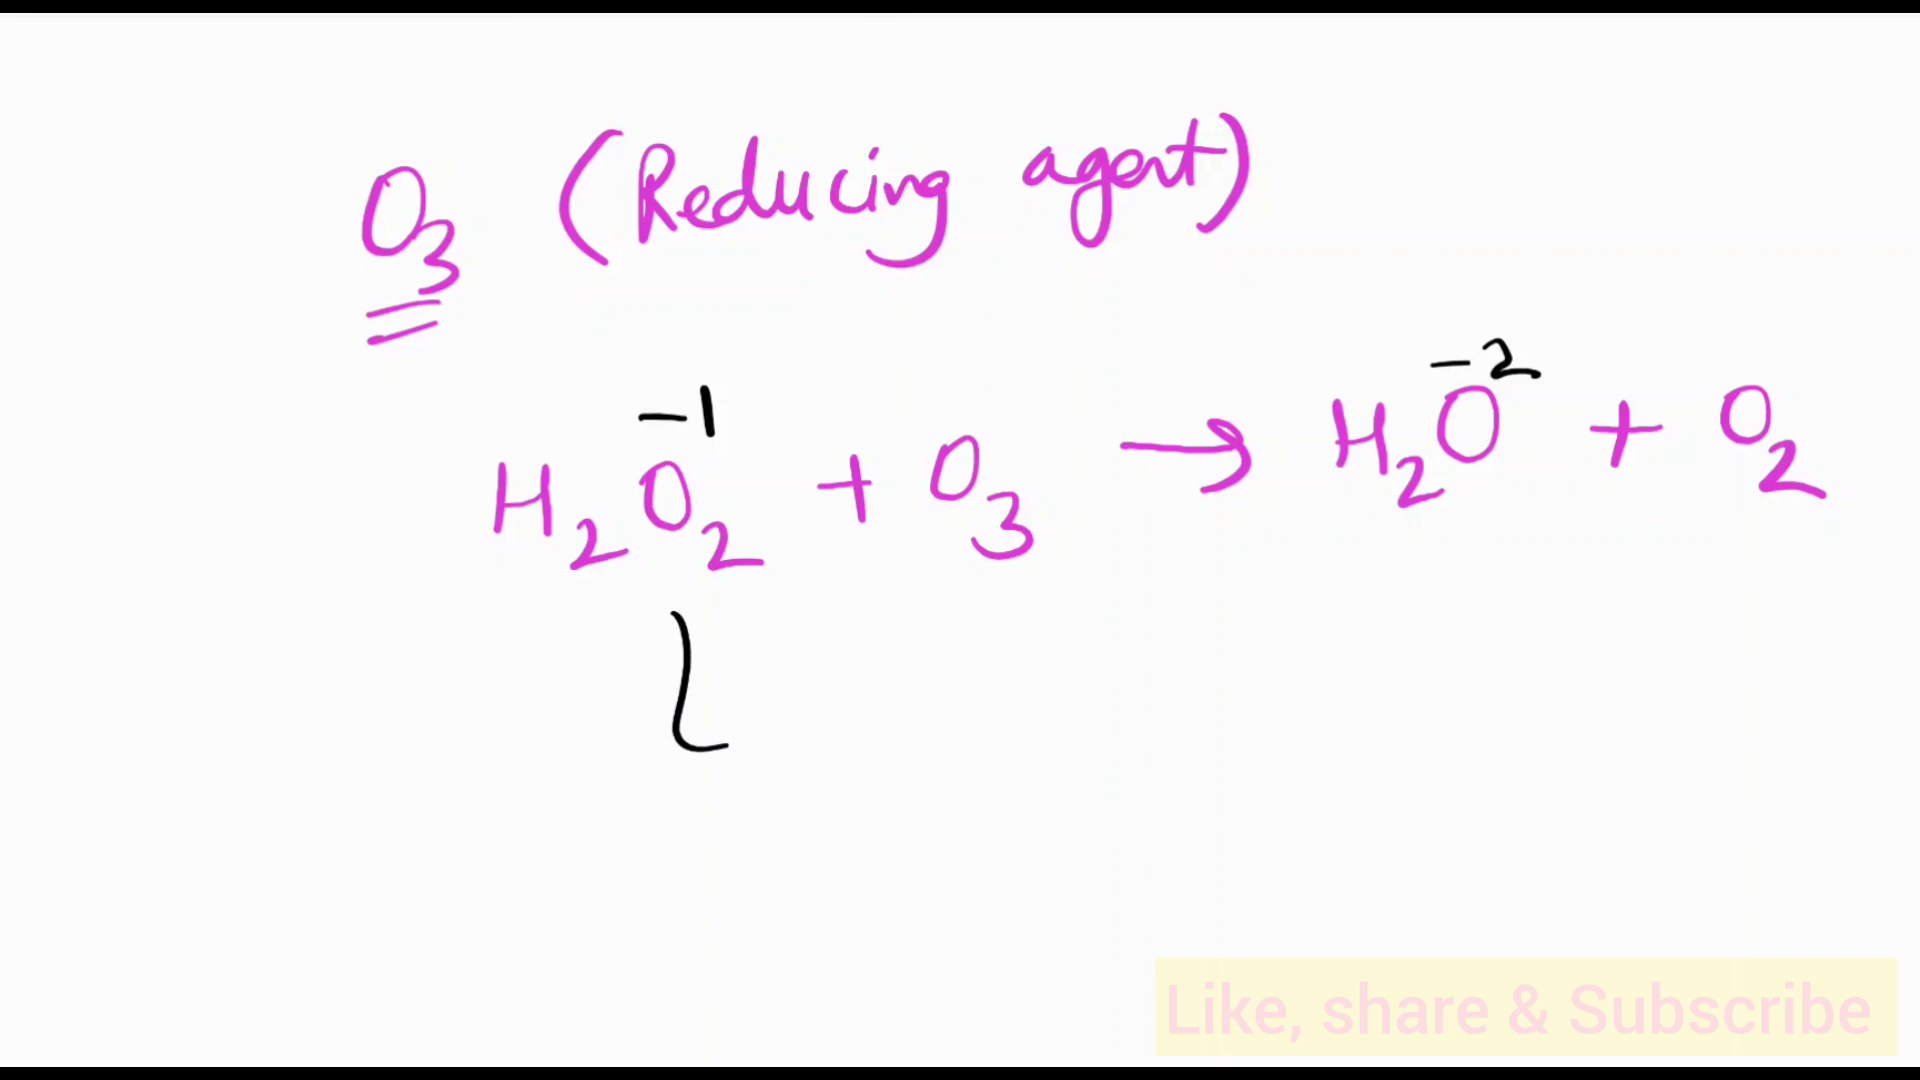 O3 (Reducing agent)
-1 -2
H2O2 + O3 → H2O + O2
Like, share & Subscribe